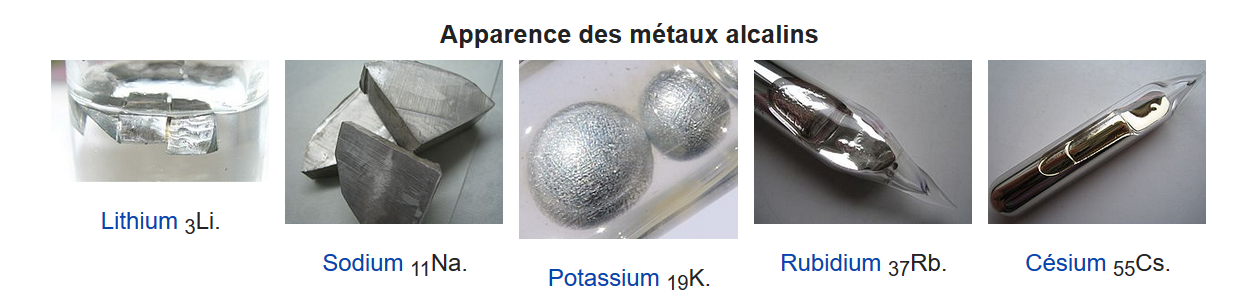 Apparence des métaux alcalins
Lithium ₃Li.
Sodium ₁₁Na.
Potassium ₁₉K.
Rubidium ₃₇Rb.
Césium ₅₅Cs.